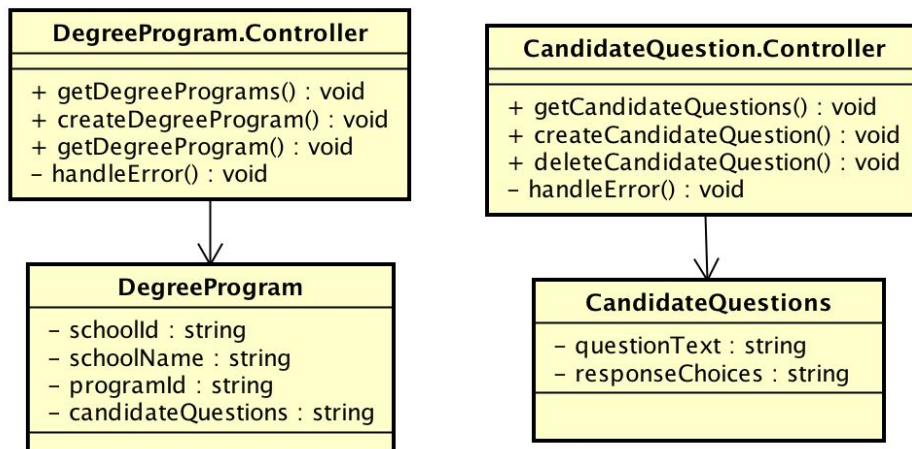 DegreeProgram.Controller
+ getDegreePrograms() : void
+ createDegreeProgram() : void
+ getDegreeProgram() : void
– handleError() : void
DegreeProgram
– schoolId : string
– schoolName : string
– programId : string
– candidateQuestions : string
CandidateQuestion.Controller
+ getCandidateQuestions() : void
+ createCandidateQuestion() : void
+ deleteCandidateQuestion() : void
– handleError() : void
CandidateQuestions
– questionText : string
– responseChoices : string